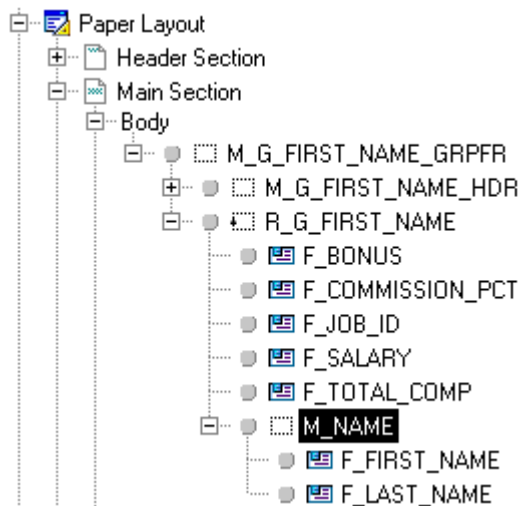 Paper Layout
Header Section
Main Section
Body
M_G_FIRST_NAME_GRPFR
M_G_FIRST_NAME_HDR
R_G_FIRST_NAME
F_BONUS
F_COMMISSION_PCT
F_JOB_ID
F_SALARY
F_TOTAL_COMP
M_NAME
F_FIRST_NAME
F_LAST_NAME